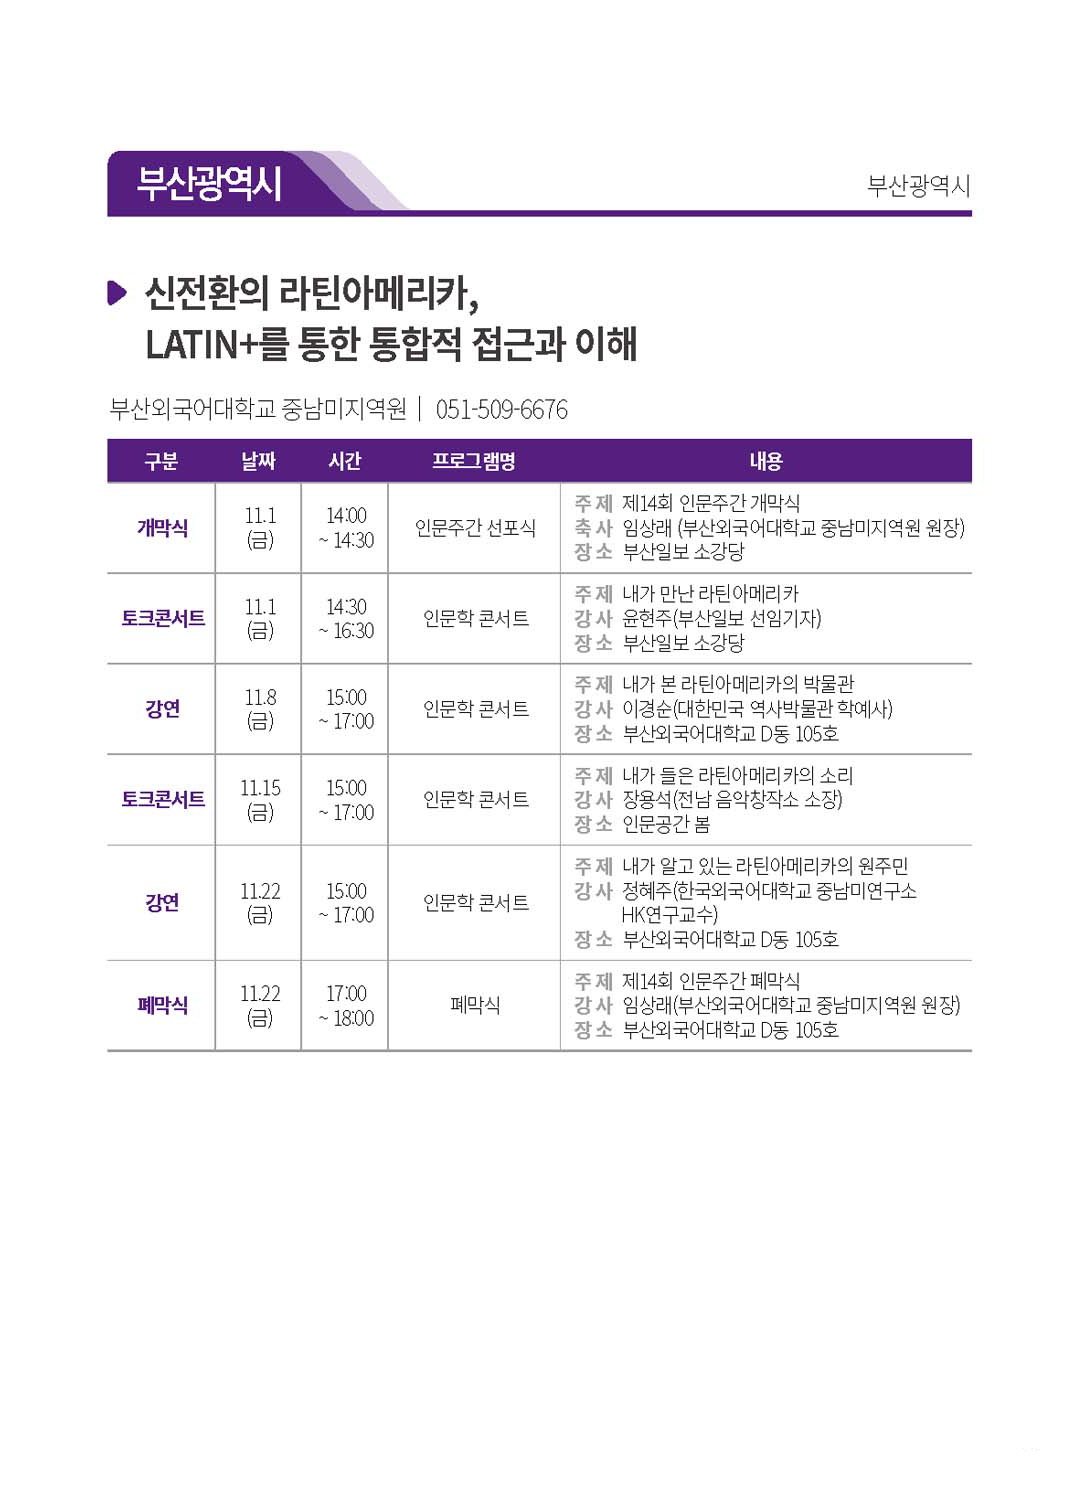 부산광역시
부산광역시
신전환의 라틴아메리카,
LATIN+를 통한 통합적 접근과 이해
부산외국어대학교 중남미지역원 | 051-509-6676
구분 날짜 시간 프로그램명 내용
개막식
11.1
(금)
14:00
~ 14:30
인문주간 선포식
주제 제14회 인문주간 개막식
축사 임상래 (부산외국어대학교 중남미지역원 원장)
장소 부산일보 소강당
토크콘서트
11.1
(금)
14:30
~ 16:30
인문학 콘서트
주제 내가 만난 라틴아메리카
강사 윤현주(부산일보 선임기자)
장소 부산일보 소강당
강연
11.8
(금)
15:00
~ 17:00
인문학 콘서트
주제 내가 본 라틴아메리카의 박물관
강사 이경순(대한민국 역사박물관 학예사)
장소 부산외국어대학교 D동 105호
토크콘서트
11.15
(금)
15:00
~ 17:00
인문학 콘서트
주제 내가 들은 라틴아메리카의 소리
강사 장용석(전남 음악창작소 소장)
장소 인문공간 봄
강연
11.22
(금)
15:00
~ 17:00
인문학 콘서트
주제 내가 알고 있는 라틴아메리카의 원주민
강사 정혜주(한국외국어대학교 중남미연구소
HK연구교수)
장소 부산외국어대학교 D동 105호
폐막식
11.22
(금)
17:00
~ 18:00
폐막식
주제 제14회 인문주간 폐막식
강사 임상래(부산외국어대학교 중남미지역원 원장)
장소 부산외국어대학교 D동 105호